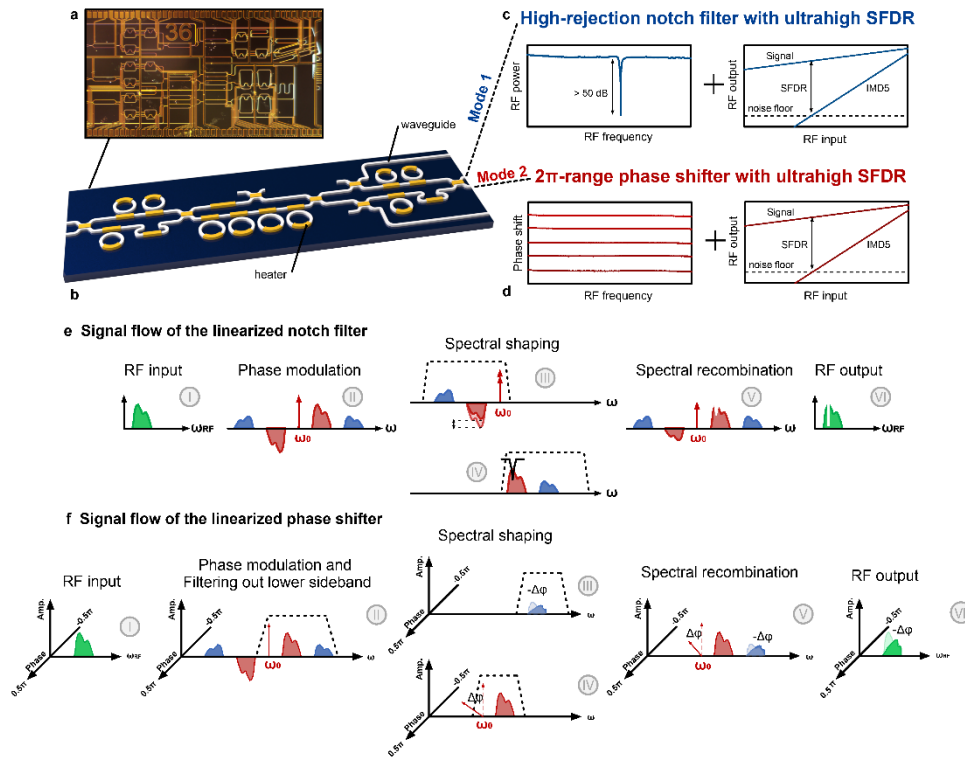 a
36
waveguide
heater
b
Mode 1
Mode 2
c High-rejection notch filter with ultrahigh SFDR
RF power
> 50 dB
RF frequency
+
RF output
Signal
SFDR
IMD5
noise floor
RF input
2π-range phase shifter with ultrahigh SFDR
Phase shift
RF frequency
+
RF output
Signal
SFDR
IMD5
noise floor
RF input
d
e Signal flow of the linearized notch filter
RF input
I
ωRF
Phase modulation
II
ω0
ω
Spectral shaping
III
ω0
ω
IV
ω
Spectral recombination
V
ω0
ω
RF output
VI
ωRF
f Signal flow of the linearized phase shifter
RF input
Amp.
-0.5π
I
Phase
0.5π
ωRF
Phase modulation and
Filtering out lower sideband
Amp.
-0.5π
II
Phase
0.5π
ω0
ω
Spectral shaping
Amp.
-0.5π
III
-Δφ
Phase
0.5π
ω
Amp.
-0.5π
IV
Δφ
Phase
0.5π
ω0
ω
Spectral recombination
Amp.
-0.5π
V
Δφ
-Δφ
Phase
0.5π
ω0
ω
RF output
Amp.
-0.5π
VI
-Δφ
Phase
0.5π
ωRF